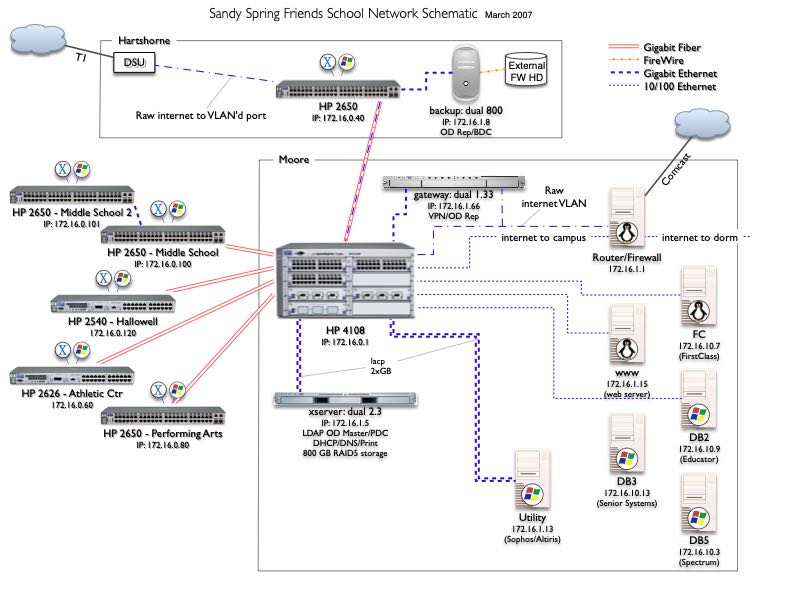 Sandy Spring Friends School Network Schematic March 2007
Hartshorne
T1
DSU
Raw internet to VLAN'd port
X
HP 2650
IP: 172.16.0.40
backup: dual 800
IP: 172.16.1.8
OD Rep/BDC
External
FW HD
Gigabit Fiber
FireWire
Gigabit Ethernet
10/100 Ethernet
Comcast
Moore
X
HP 2650 - Middle School 2
IP: 172.16.0.101
X
HP 2650 - Middle School
IP: 172.16.0.100
X
HP 2540 - Hallowell
172.16.0.120
X
HP 2626 - Athletic Ctr
172.16.0.60
X
HP 2650 - Performing Arts
IP: 172.16.0.80
gateway: dual 1.33
IP: 172.16.1.66
VPN/OD Rep
Raw
internet VLAN
internet to campus
internet to dorm
Router/Firewall
172.16.1.1
HP 4108
IP: 172.16.0.1
lacp
2xGB
xserver: dual 2.3
IP: 172.16.1.5
LDAP OD Master/PDC
DHCP/DNS/Print
800 GB RAID5 storage
FC
172.16.10.7
(FirstClass)
www
172.16.1.15
(web server)
DB2
172.16.10.9
(Educator)
DB3
172.16.10.13
(Senior Systems)
Utility
172.16.1.13
(Sophos/Altiris)
DB5
172.16.10.3
(Spectrum)